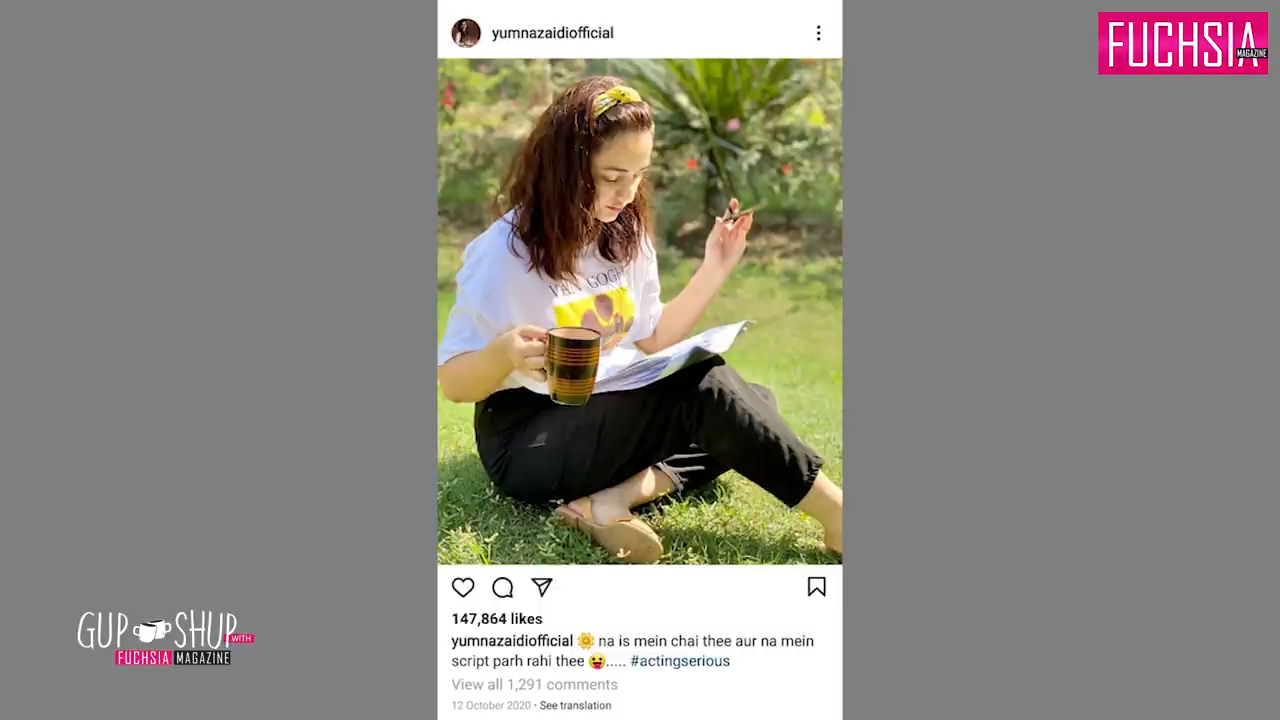 yumnazaidiofficial
FUCHSIA
MAGAZINE
VAN GOGH
147,864 likes
yumnazaidiofficial 🌼 na is mein chai thee aur na mein
script parh rahi thee 😜..... #actingserious
View all 1,291 comments
12 October 2020 • See translation
GUP SHUP
WITH
FUCHSIA MAGAZINE